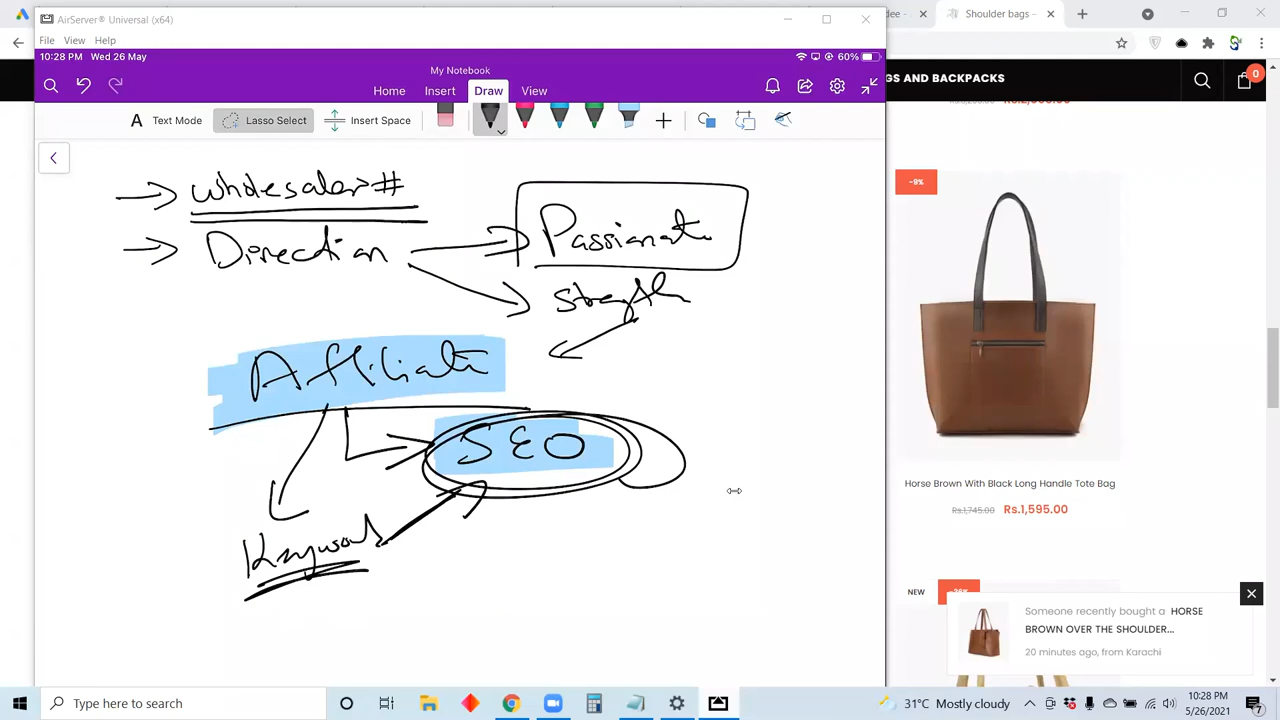 AirServer® Universal (x64)
File View Help
10:28 PM Wed 26 May
60%
My Notebook
Home Insert Draw View
A Text Mode Lasso Select Insert Space
→ wholesaler #
→ Direction → Passionate
→ Strength
Affiliate
SEO
Keyword
Shoulder bags -
GS AND BACKPACKS
0
-9%
Horse Brown With Black Long Handle Tote Bag
Rs.1,745.00 Rs.1,595.00
NEW
Someone recently bought a HORSE
BROWN OVER THE SHOULDER...
20 minutes ago, from Karachi
Type here to search
31°C Mostly cloudy
10:28 PM
5/26/2021
7